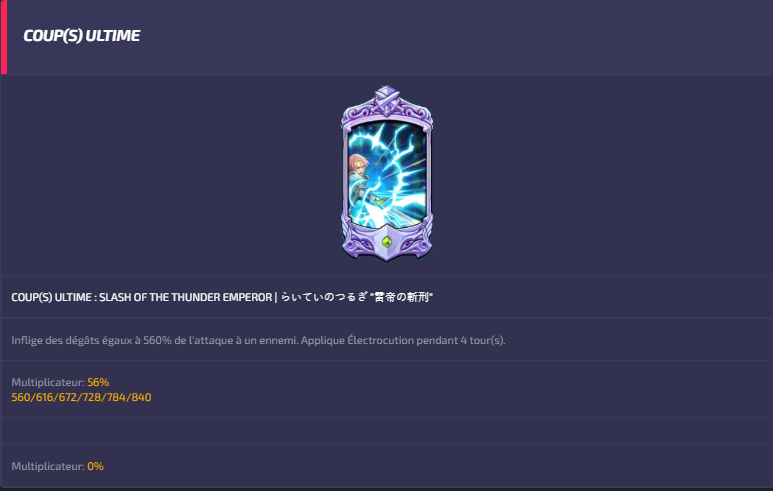 COUP(S) ULTIME
COUP(S) ULTIME : SLASH OF THE THUNDER EMPEROR | らいていのつるぎ "雷帝の斬刑"
Inflige des dégâts égaux à 560% de l'attaque à un ennemi. Applique Électrocution pendant 4 tour(s).
Multiplicateur: 56%
560/616/672/728/784/840
Multiplicateur: 0%